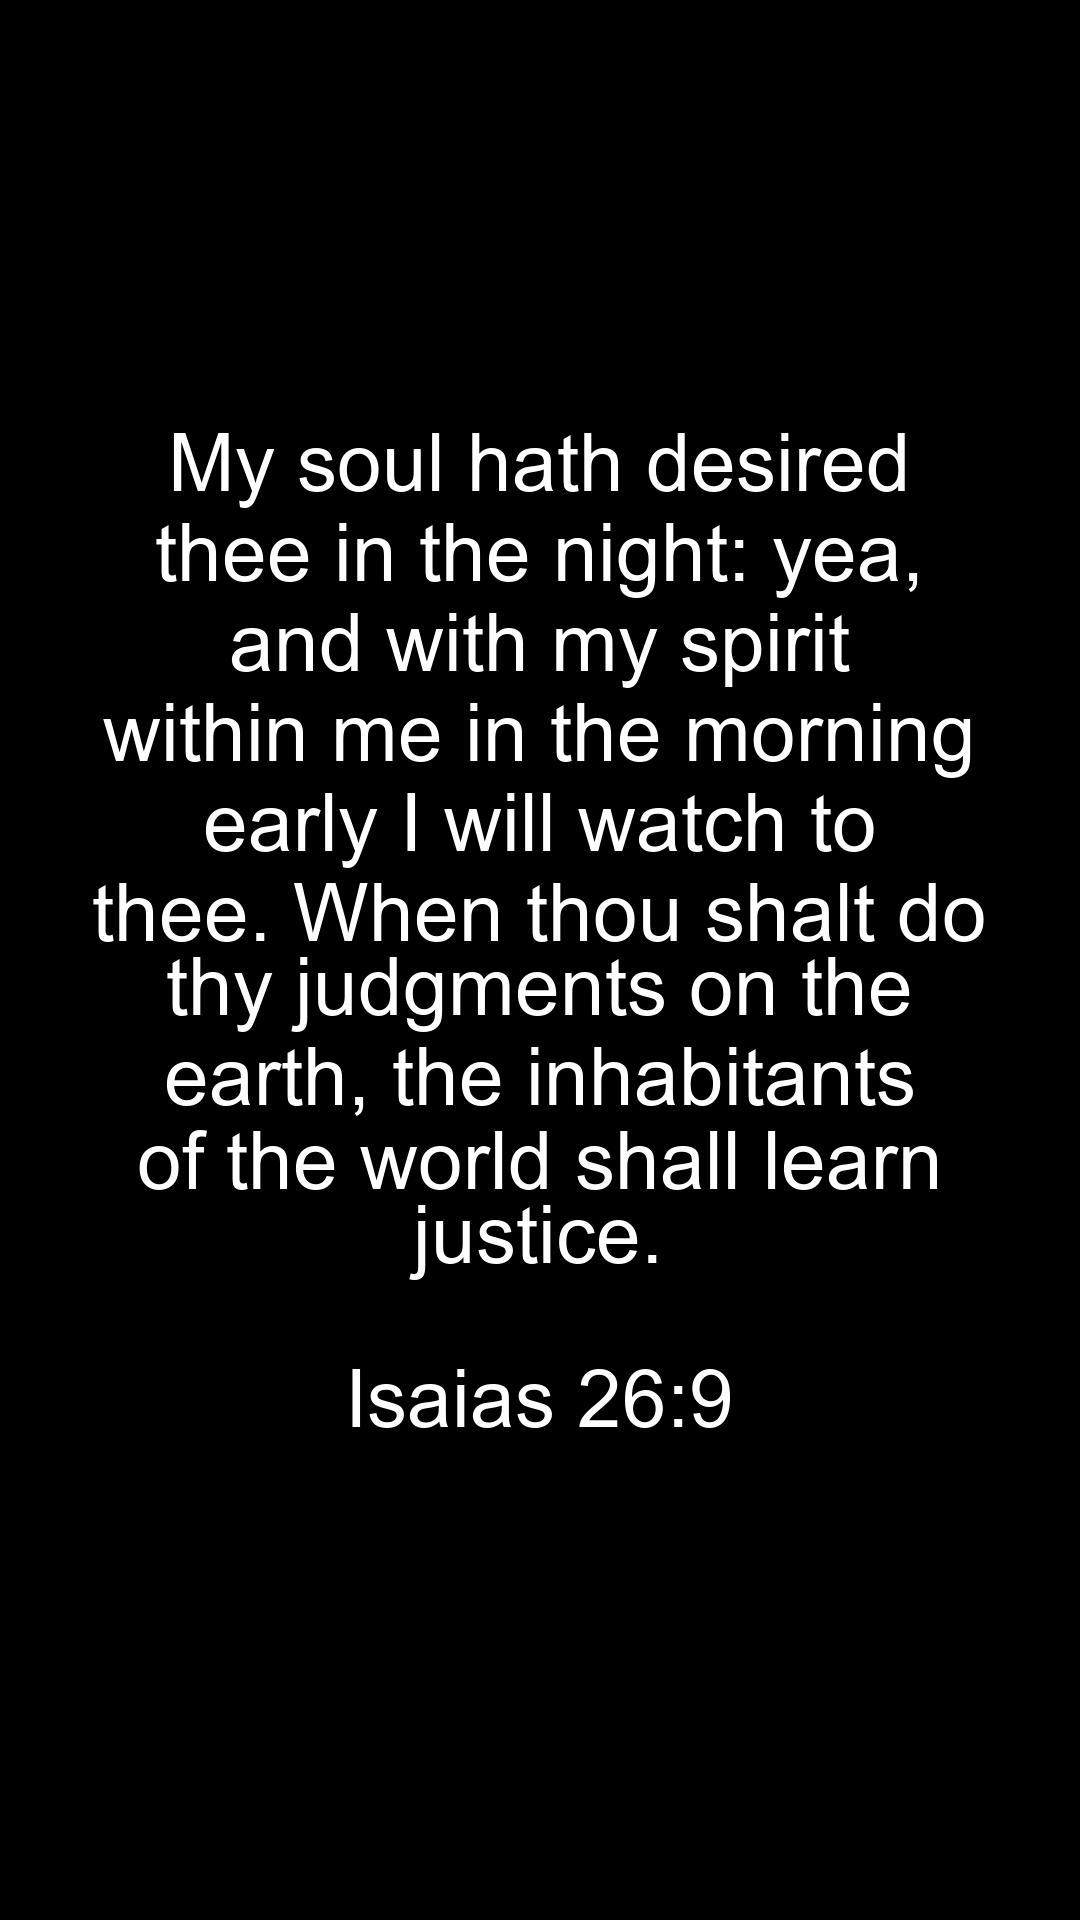 My soul hath desired
thee in the night: yea,
and with my spirit
within me in the morning
early I will watch to
thee. When thou shalt do
thy judgments on the
earth, the inhabitants
of the world shall learn
justice.
Isaias 26:9